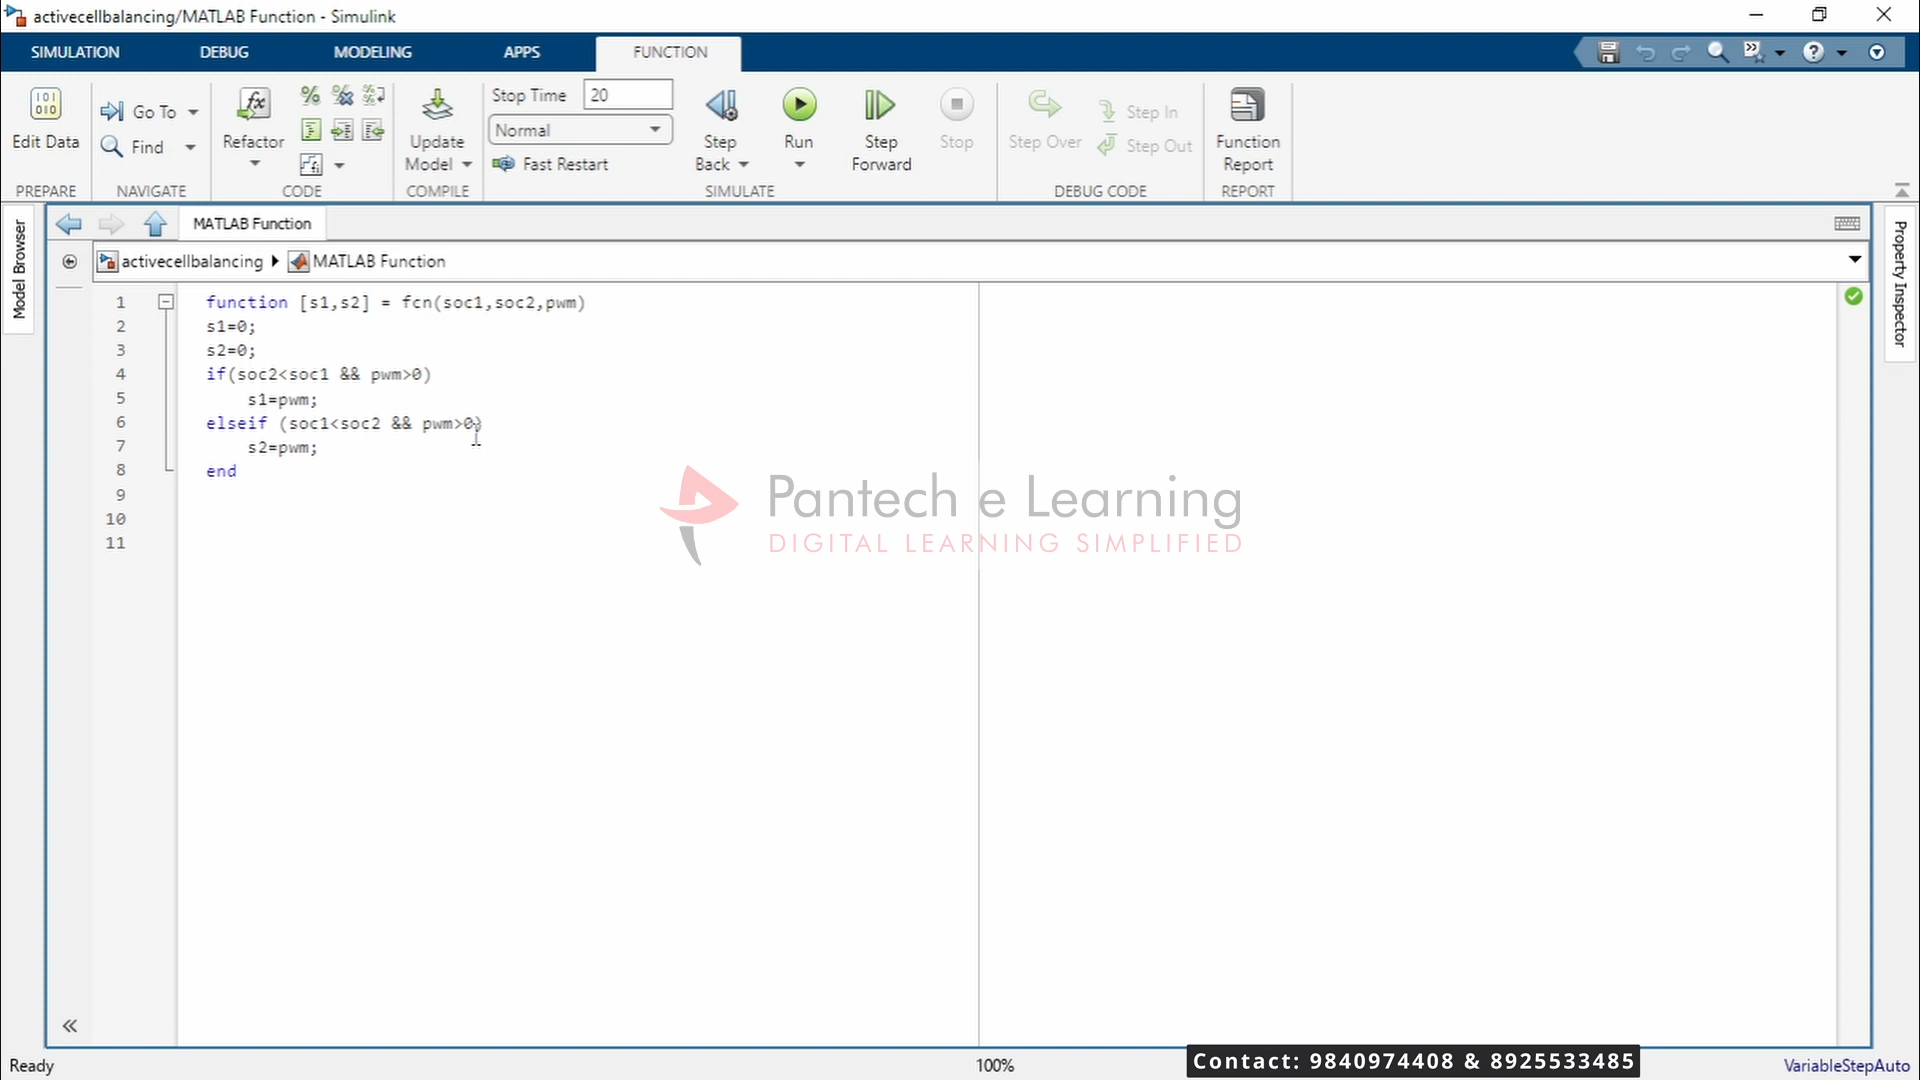 activecellbalancing/MATLAB Function - Simulink
SIMULATION DEBUG MODELING APPS FUNCTION
Edit Data
PREPARE
Go To
Find
NAVIGATE
Refactor
CODE
Update
Model
COMPILE
Stop Time 20
Normal
Fast Restart
Step
Back
Run
Step
Forward
Stop
SIMULATE
Step Over
Step In
Step Out
DEBUG CODE
Function
Report
REPORT
Model Browser
MATLAB Function
activecellbalancing MATLAB Function
Property Inspector
1 function [s1,s2] = fcn(soc1,soc2,pwm)
2 s1=0;
3 s2=0;
4 if(soc2<soc1 && pwm>0)
5 s1=pwm;
6 elseif (soc1<soc2 && pwm>0)
7 s2=pwm;
8 end
9
10
11
Pantech e Learning
DIGITAL LEARNING SIMPLIFIED
Ready
100%
Contact: 9840974408 & 8925533485
VariableStepAuto